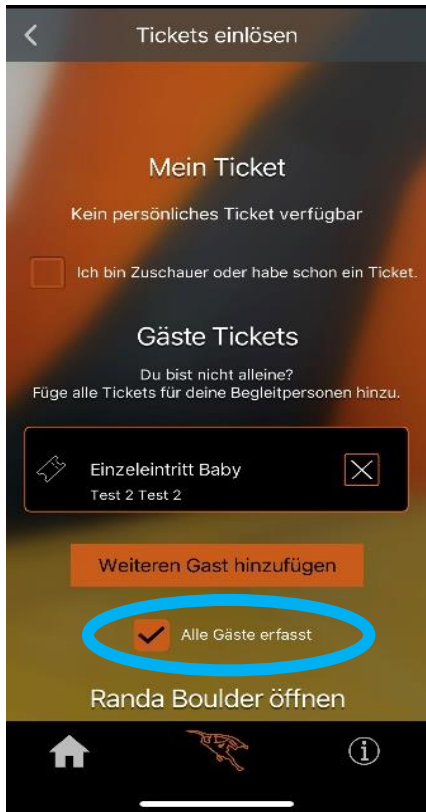 Tickets einlösen
Mein Ticket
Kein persönliches Ticket verfügbar
Ich bin Zuschauer oder habe schon ein Ticket.
Gäste Tickets
Du bist nicht alleine?
Füge alle Tickets für deine Begleitpersonen hinzu.
Einzeleintritt Baby
Test 2 Test 2
Weiteren Gast hinzufügen
Alle Gäste erfasst
Randa Boulder öffnen